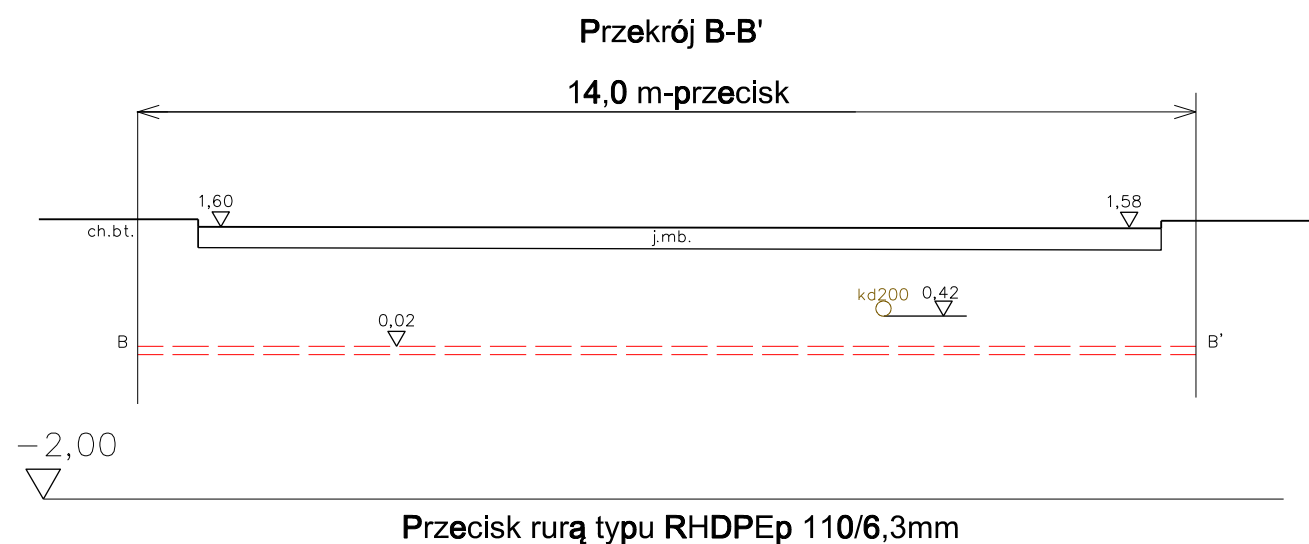 Przekrój B-B'
14,0 m-przecisk
1,60
1,58
ch.bt.
j.mb.
kd200
0,42
0,02
B
B'
-2,00
Przecisk rurą typu RHDPEp 110/6,3mm